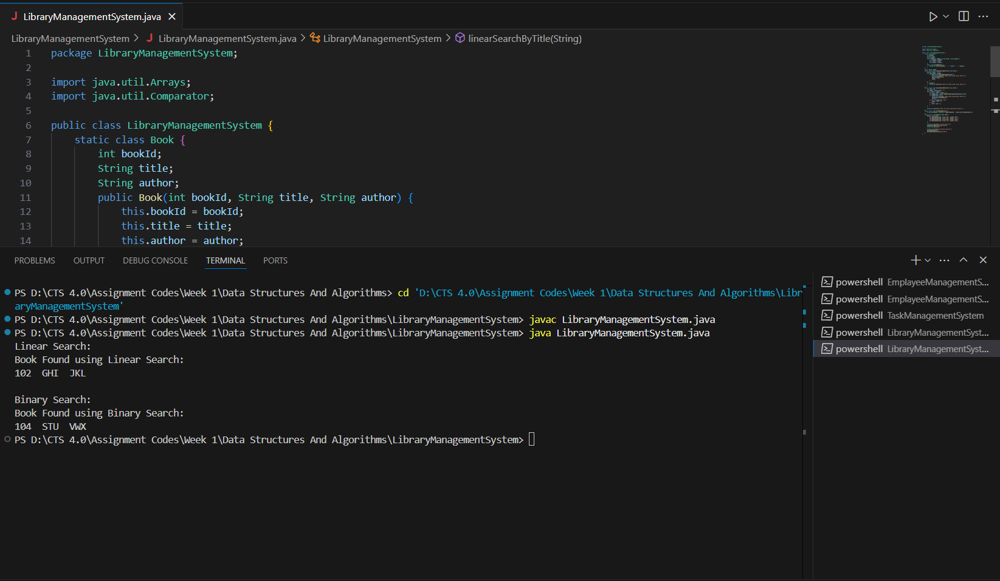 J LibraryManagementSystem.java
LibraryManagementSystem > J LibraryManagementSystem.java > LibraryManagementSystem > linearSearchByTitle(String)
1 package LibraryManagementSystem;
2
3 import java.util.Arrays;
4 import java.util.Comparator;
5
6 public class LibraryManagementSystem {
7 static class Book {
8 int bookId;
9 String title;
10 String author;
11 public Book(int bookId, String title, String author) {
12 this.bookId = bookId;
13 this.title = title;
14 this.author = author;
PROBLEMS OUTPUT DEBUG CONSOLE TERMINAL PORTS
PS D:\CTS 4.0\Assignment Codes\Week 1\Data Structures And Algorithms> cd 'D:\CTS 4.0\Assignment Codes\Week 1\Data Structures And Algorithms\Libr
aryManagementSystem'
PS D:\CTS 4.0\Assignment Codes\Week 1\Data Structures And Algorithms\LibraryManagementSystem> javac LibraryManagementSystem.java
PS D:\CTS 4.0\Assignment Codes\Week 1\Data Structures And Algorithms\LibraryManagementSystem> java LibraryManagementSystem.java
Linear Search:
Book Found using Linear Search:
102 GHI JKL
Binary Search:
Book Found using Binary Search:
104 STU VWX
PS D:\CTS 4.0\Assignment Codes\Week 1\Data Structures And Algorithms\LibraryManagementSystem>
powershell EmplayeeManagementS...
powershell EmplayeeManagementS...
powershell TaskManagementSystem
powershell LibraryManagementSyst...
powershell LibraryManagementSyst...